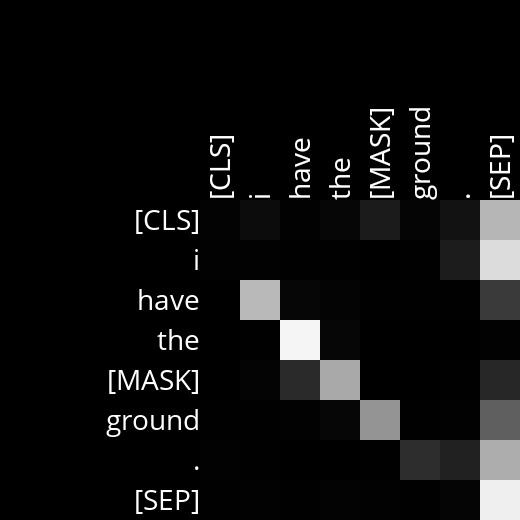 [CLS] i have the [MASK] ground . [SEP]
[CLS]
i
have
the
[MASK]
ground
.
[SEP]